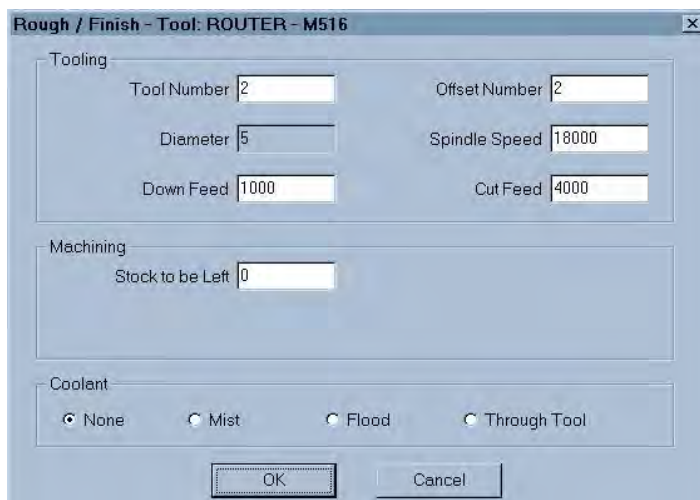 Rough / Finish - Tool: ROUTER - M516
Tooling
Tool Number 2 Offset Number 2
Diameter 5 Spindle Speed 18000
Down Feed 1000 Cut Feed 4000
Machining
Stock to be Left 0
Coolant
None Mist Flood Through Tool
OK Cancel